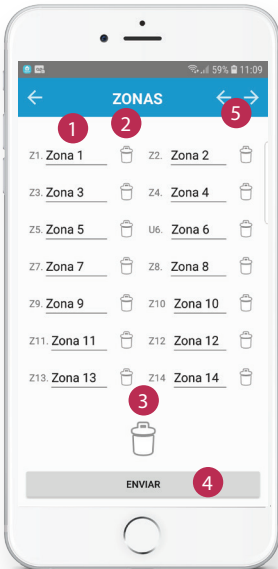 59% 11:09
ZONAS
1
2
5
Z1. Zona 1
Z2. Zona 2
Z3. Zona 3
Z4. Zona 4
Z5. Zona 5
U6. Zona 6
Z7. Zona 7
Z8. Zona 8
Z9. Zona 9
Z10 Zona 10
Z11. Zona 11
Z12 Zona 12
Z13. Zona 13
Z14 Zona 14
3
ENVIAR
4